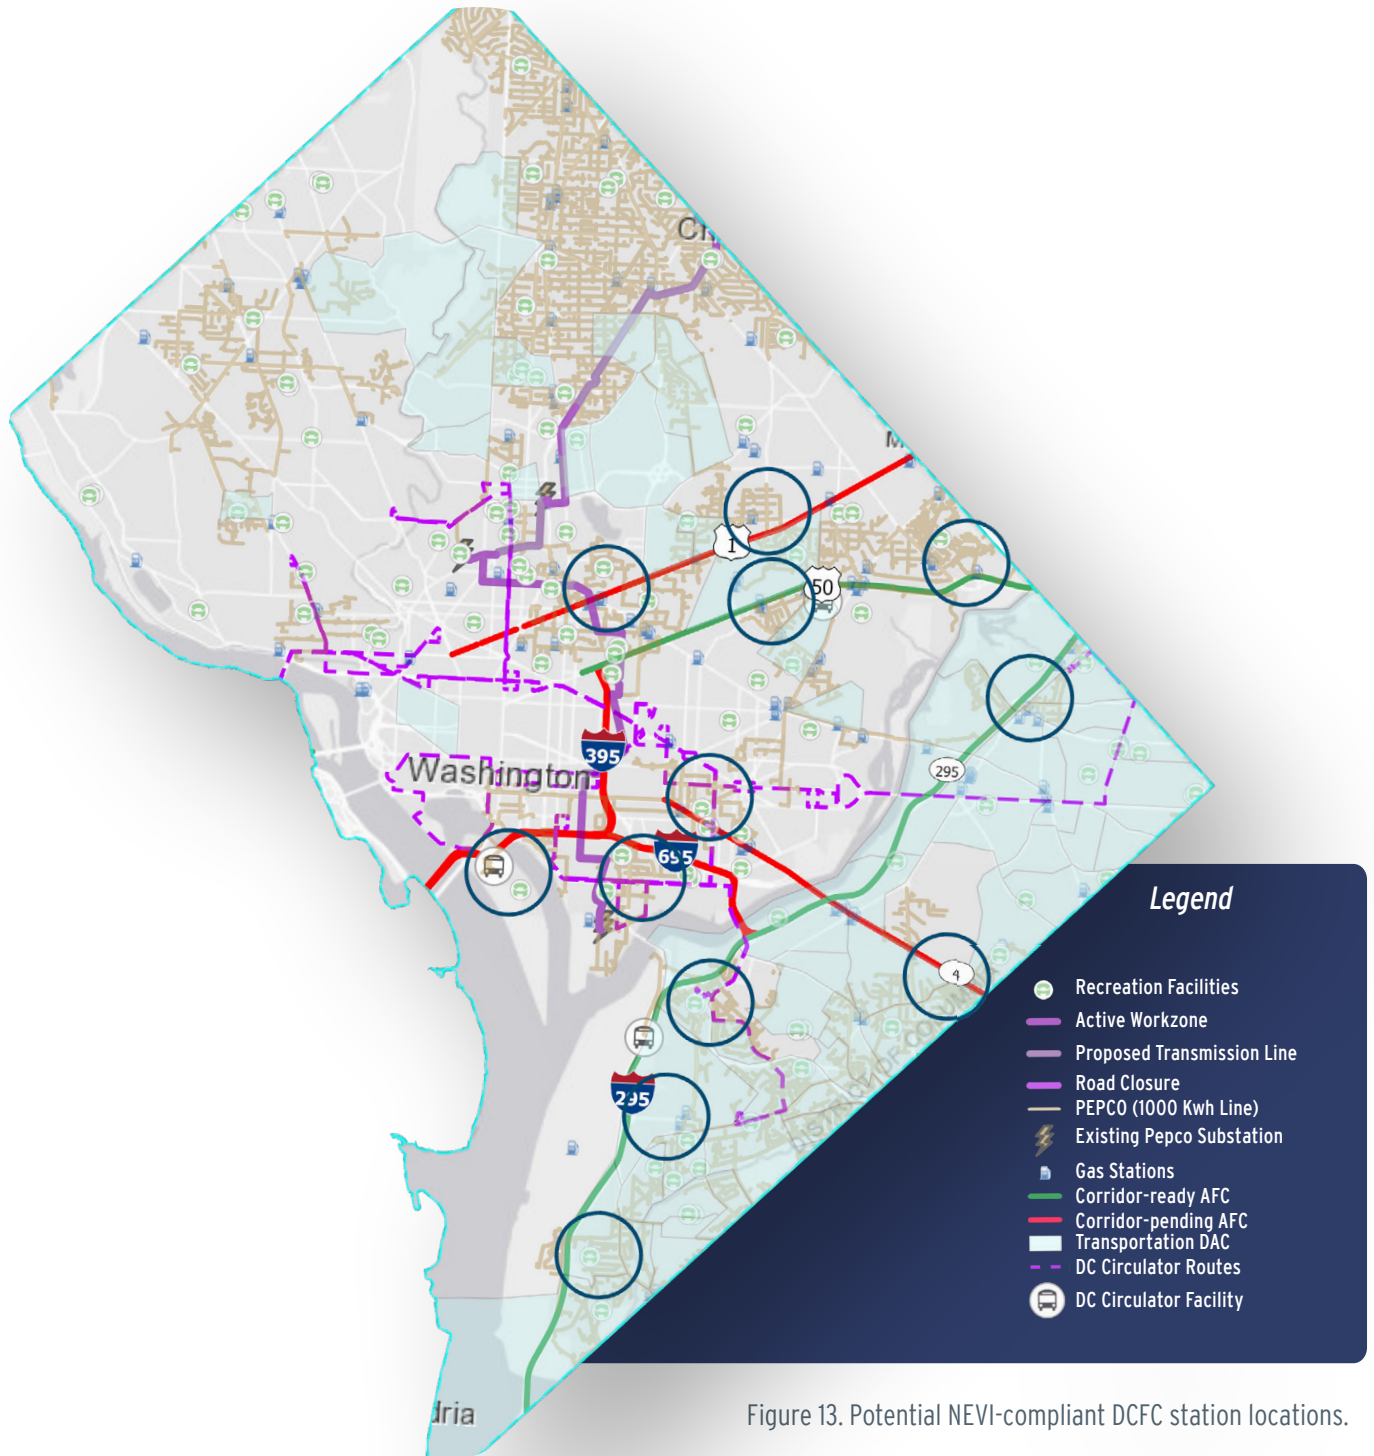 Ch
M
1
50
295
395
Washington
695
4
295
dria
Legend
Recreation Facilities
Active Workzone
Proposed Transmission Line
Road Closure
PEPCO (1000 Kwh Line)
Existing Pepco Substation
Gas Stations
Corridor-ready AFC
Corridor-pending AFC
Transportation DAC
DC Circulator Routes
DC Circulator Facility
Figure 13. Potential NEVI-compliant DCFC station locations.